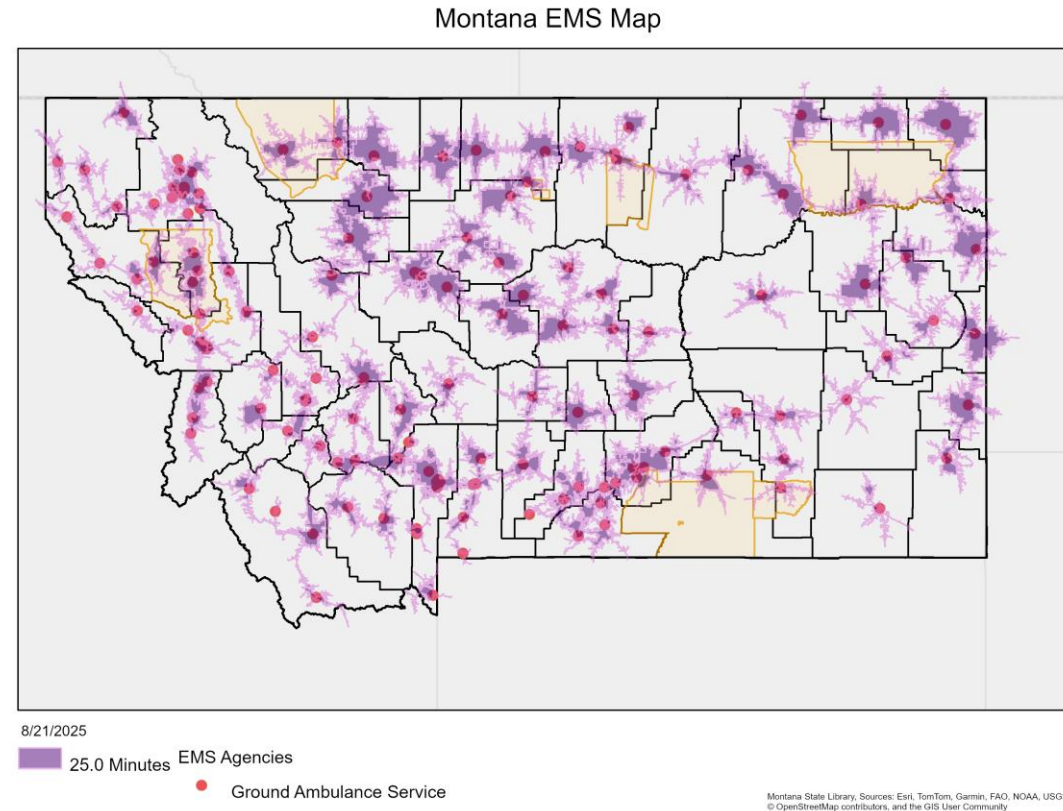 Montana EMS Map
8/21/2025
25.0 Minutes
EMS Agencies
Ground Ambulance Service
Montana State Library, Sources: Esri, TomTom, Garmin, FAO, NOAA, USG
© OpenStreetMap contributors, and the GIS User Community